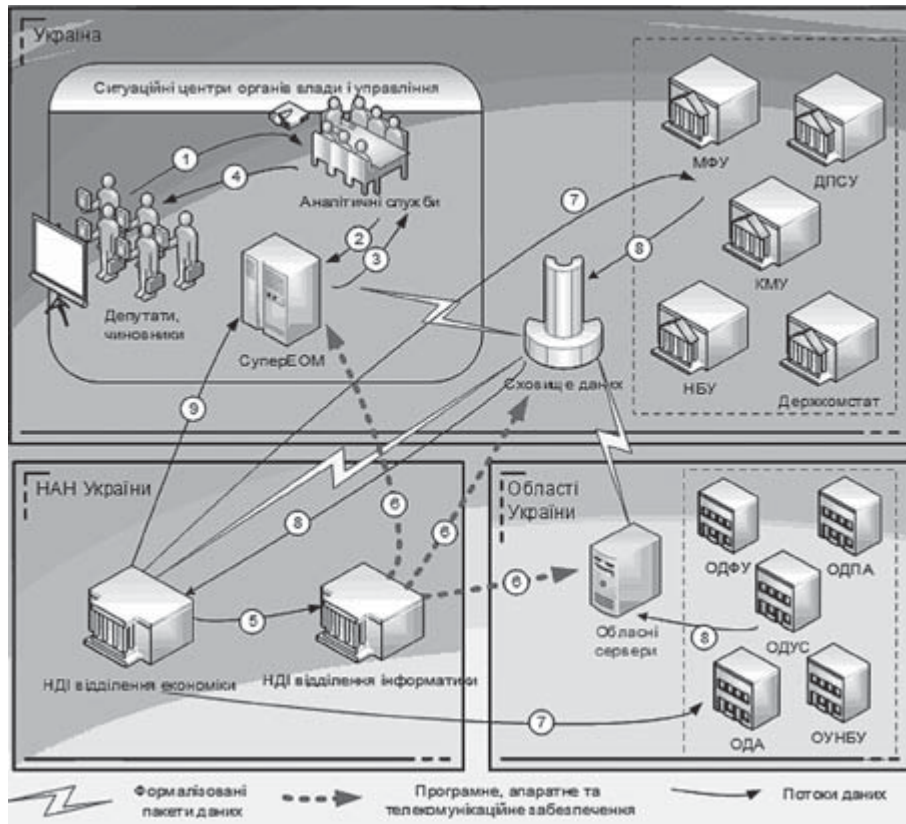 Україна
Ситуаційні центри органів влади і управління
1
4
Аналітичні служби
2
3
Депутати,
чиновники
СуперЕОМ
7
8
МФУ
ДПСУ
КМУ
НБУ
Держкомстат
Сховище даних
9
НАН України
8
6
6
5
6
НДІ відділення економіки
НДІ відділення інформатики
7
Області
України
ОДФУ
ОДПА
ОДУС
8
Обласні
сервери
ОДА
ОУНБУ
Формалізовані
пакети даних
Програмне, апаратне та
телекомунікаційне забезпечення
Потоки даних